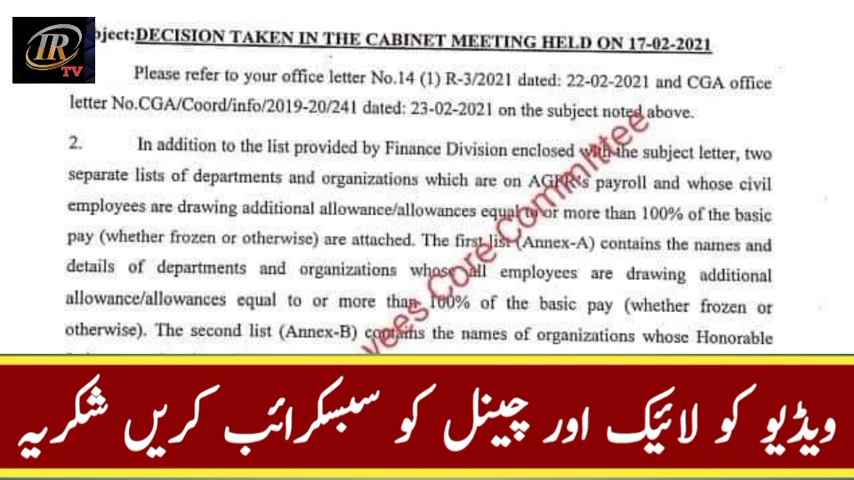 IR
TV
bject:DECISION TAKEN IN THE CABINET MEETING HELD ON 17-02-2021
Please refer to your office letter No.14 (1) R-3/2021 dated: 22-02-2021 and CGA office
letter No.CGA/Coord/info/2019-20/241 dated: 23-02-2021 on the subject noted above.
2. In addition to the list provided by Finance Division enclosed with the subject letter, two
separate lists of departments and organizations which are on AGPR's payroll and whose civil
employees are drawing additional allowance/allowances equal to or more than 100% of the basic
pay (whether frozen or otherwise) are attached. The first list (Annex-A) contains the names and
details of departments and organizations whose all employees are drawing additional
allowance/allowances equal to or more than 100% of the basic pay (whether frozen or
otherwise). The second list (Annex-B) contains the names of organizations whose Honorable
vees Core Committee
ویڈیو کو لائیک اور چینل کو سبسکرائب کریں شکریہ